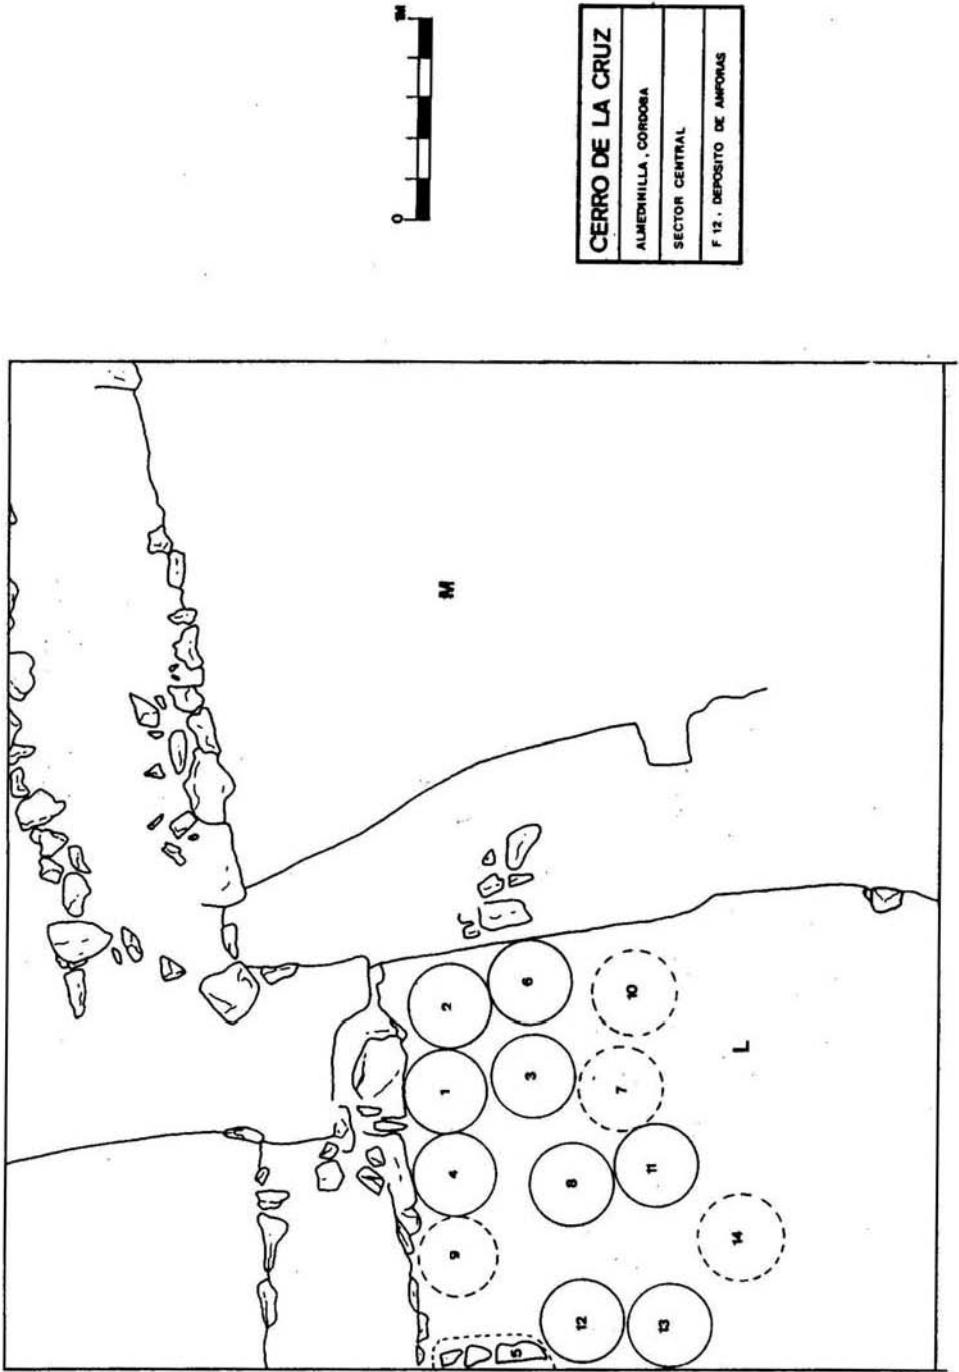 0
1M
CERRO DE LA CRUZ
ALMEDINILLA, CORDOBA
SECTOR CENTRAL
F 12. DEPOSITO DE ANFORAS
M
L
2
6
10
1
3
7
4
8
11
9
14
5
12
13